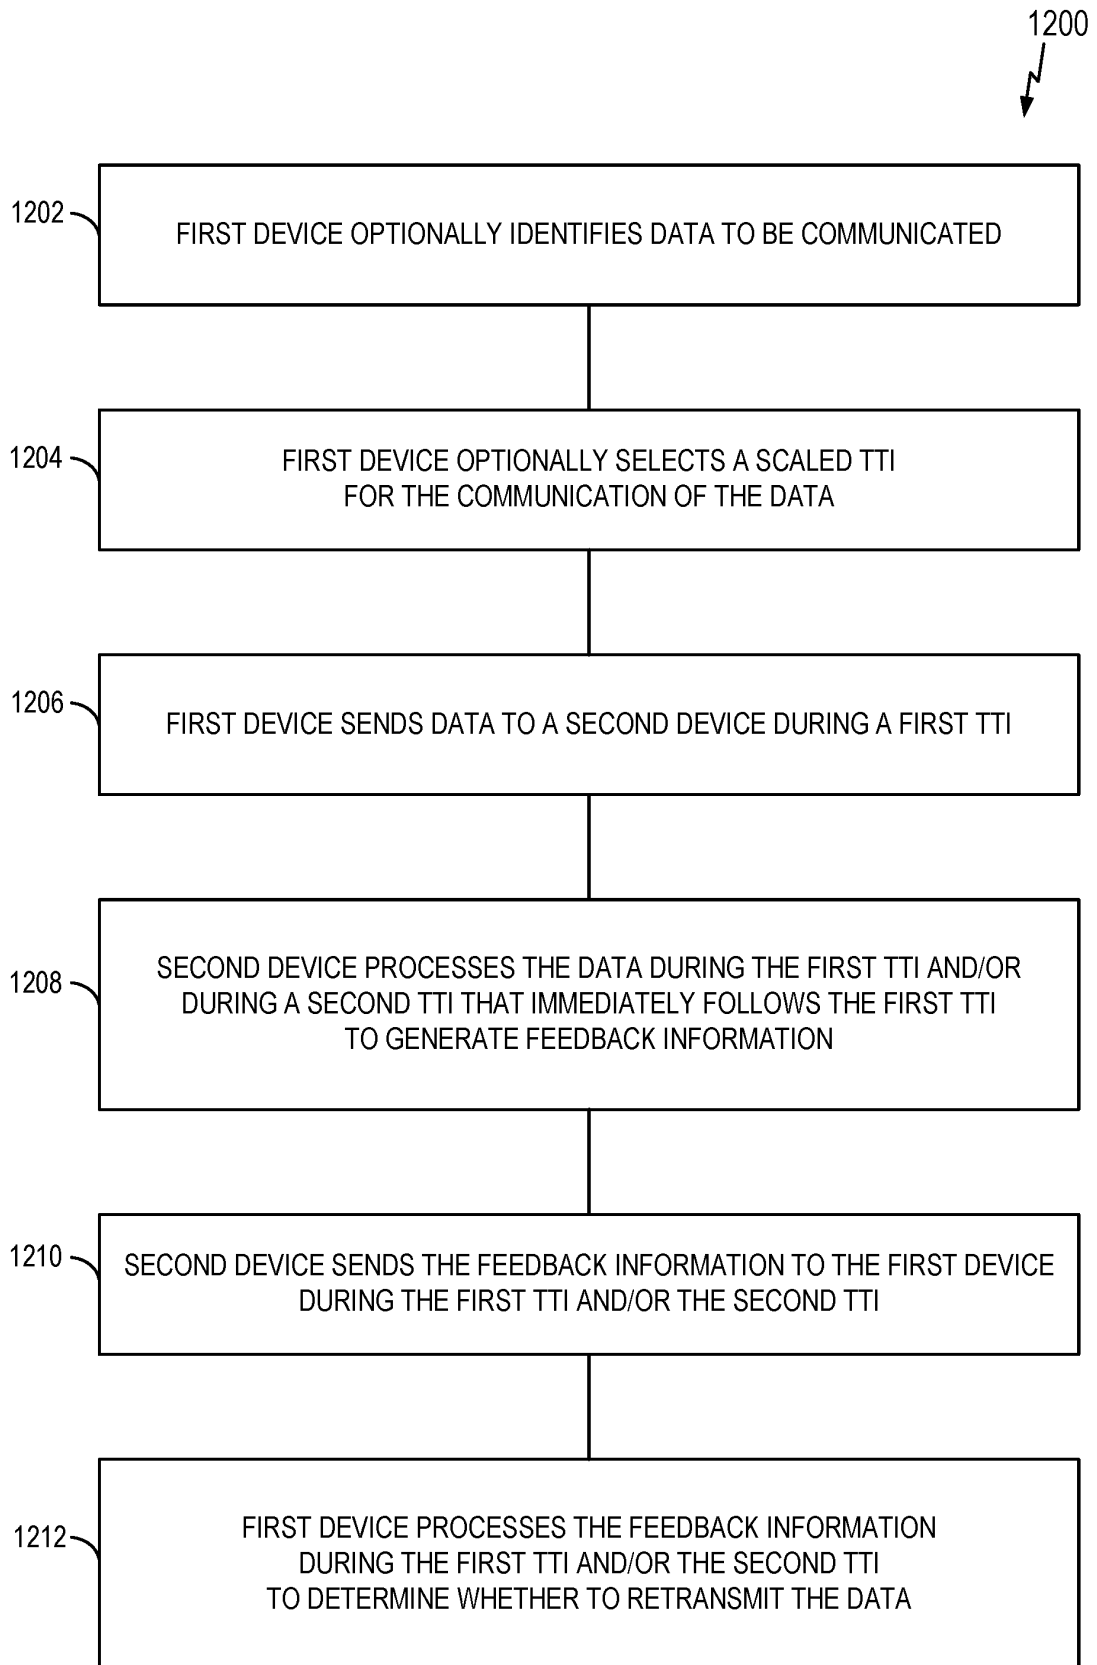 1200
1202
FIRST DEVICE OPTIONALLY IDENTIFIES DATA TO BE COMMUNICATED
1204
FIRST DEVICE OPTIONALLY SELECTS A SCALED TTI
FOR THE COMMUNICATION OF THE DATA
1206
FIRST DEVICE SENDS DATA TO A SECOND DEVICE DURING A FIRST TTI
1208
SECOND DEVICE PROCESSES THE DATA DURING THE FIRST TTI AND/OR
DURING A SECOND TTI THAT IMMEDIATELY FOLLOWS THE FIRST TTI
TO GENERATE FEEDBACK INFORMATION
1210
SECOND DEVICE SENDS THE FEEDBACK INFORMATION TO THE FIRST DEVICE
DURING THE FIRST TTI AND/OR THE SECOND TTI
1212
FIRST DEVICE PROCESSES THE FEEDBACK INFORMATION
DURING THE FIRST TTI AND/OR THE SECOND TTI
TO DETERMINE WHETHER TO RETRANSMIT THE DATA